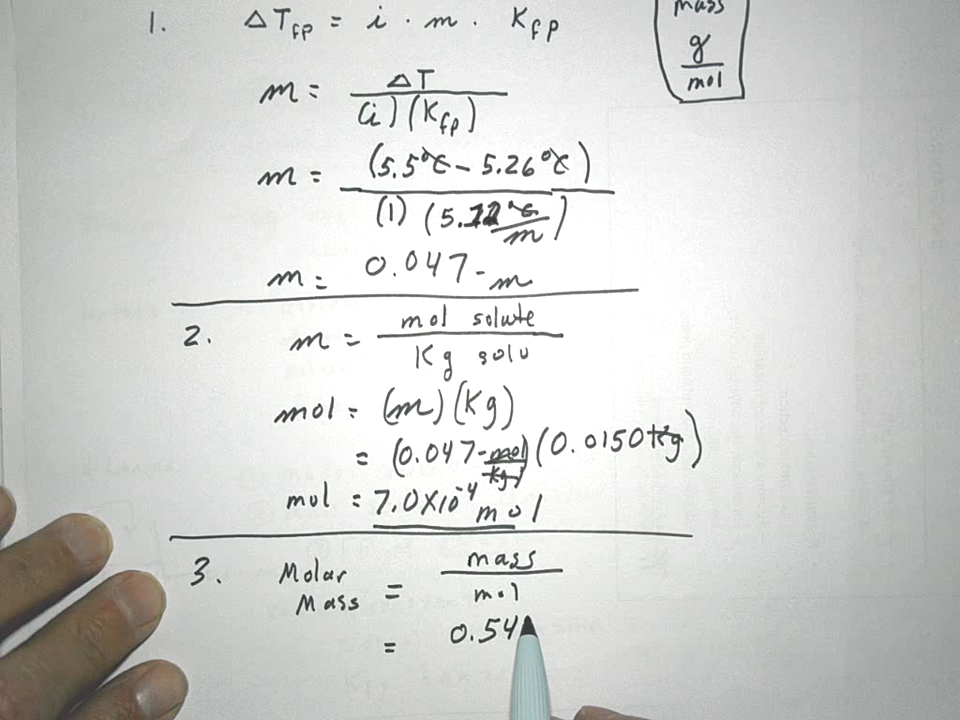 mass
g
mol
1. ΔTfp = i · m · Kfp
m = ΔT
(i)(Kfp)
m = (5.5°C - 5.26°C)
(1) (5.12 °C/m)
m = 0.047 - m
2. m = mol solute
Kg solu
mol = (m)(Kg)
= (0.047 - mol/Kg)(0.0150 Kg)
mol = 7.0X10⁻⁴ mol
3. Molar Mass = mass
mol
= 0.54